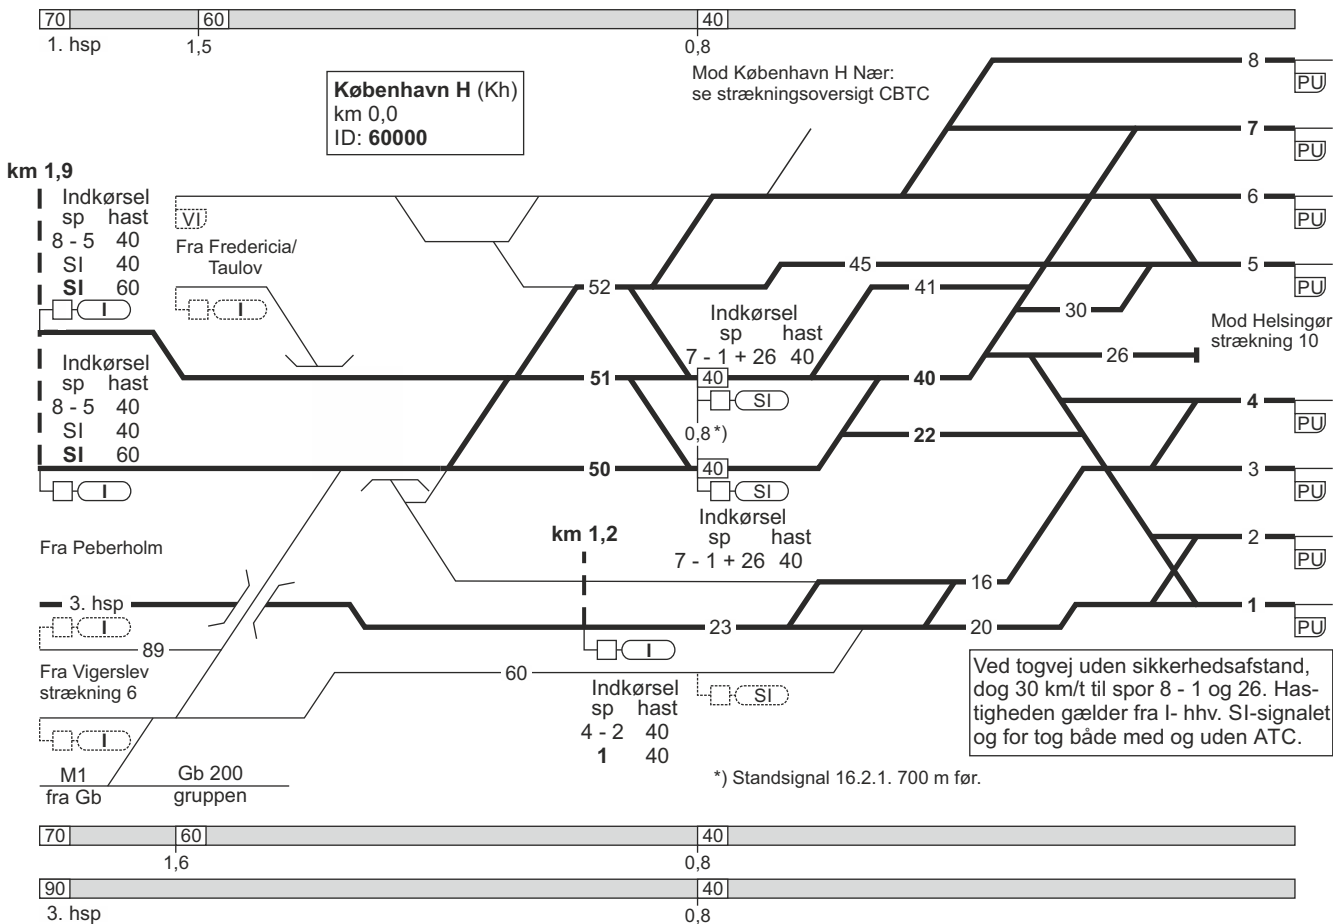 70 60 40
1. hsp 1,5 0,8
Mod København H Nær:
se strækningsoversigt CBTC
København H (Kh)
km 0,0
ID: 60000
8
PU
7
PU
km 1,9
Indkørsel
sp hast
8 - 5 40
SI 40
SI 60
I
VI
Fra Fredericia/
Taulov
I
6
PU
45
5
PU
52
41
30
Mod Helsingør
strækning 10
Indkørsel
sp hast
7 - 1 + 26 40
26
Indkørsel
sp hast
8 - 5 40
SI 40
SI 60
I
51
40
SI
40
0,8 *)
4
PU
22
50
40
SI
3
PU
Indkørsel
sp hast
7 - 1 + 26 40
km 1,2
2
PU
Fra Peberholm
16
3. hsp
I
23
20
1
PU
89
I
Fra Vigerslev
strækning 6
60
SI
I
Indkørsel
sp hast
4 - 2 40
1 40
Ved togvej uden sikkerhedsafstand,
dog 30 km/t til spor 8 - 1 og 26. Has-
tigheden gælder fra I- hhv. SI-signalet
og for tog både med og uden ATC.
M1
fra Gb
Gb 200
gruppen
*) Standsignal 16.2.1. 700 m før.
70 60 40
1,6 0,8
90 40
3. hsp 0,8